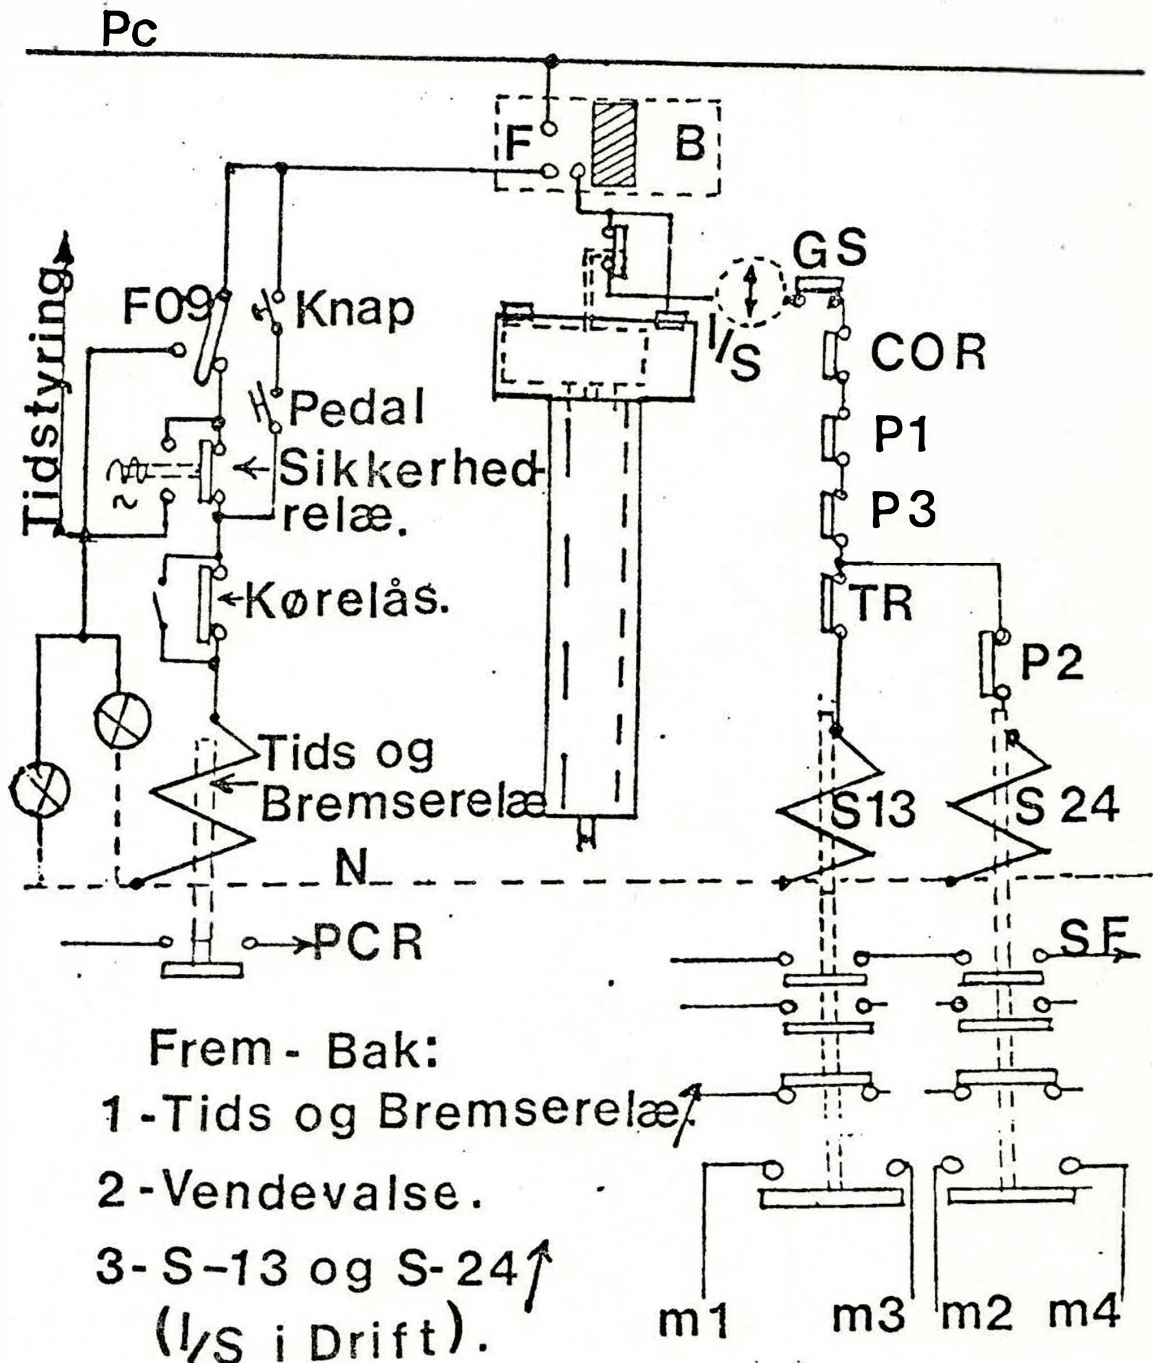 Pc
F
B
GS
F09
Knap
I/S
COR
Tidstyring
Pedal
P1
Sikkerhed-
relæ.
P3
Kørelås.
TR
P2
Tids og
Bremserelæ
S13
S 24
N
PCR
SF
Frem - Bak:
1 - Tids og Bremserelæ.
2 - Vendevalse.
3- S-13 og S-24
(I/S i Drift).
m1
m3
m2
m4